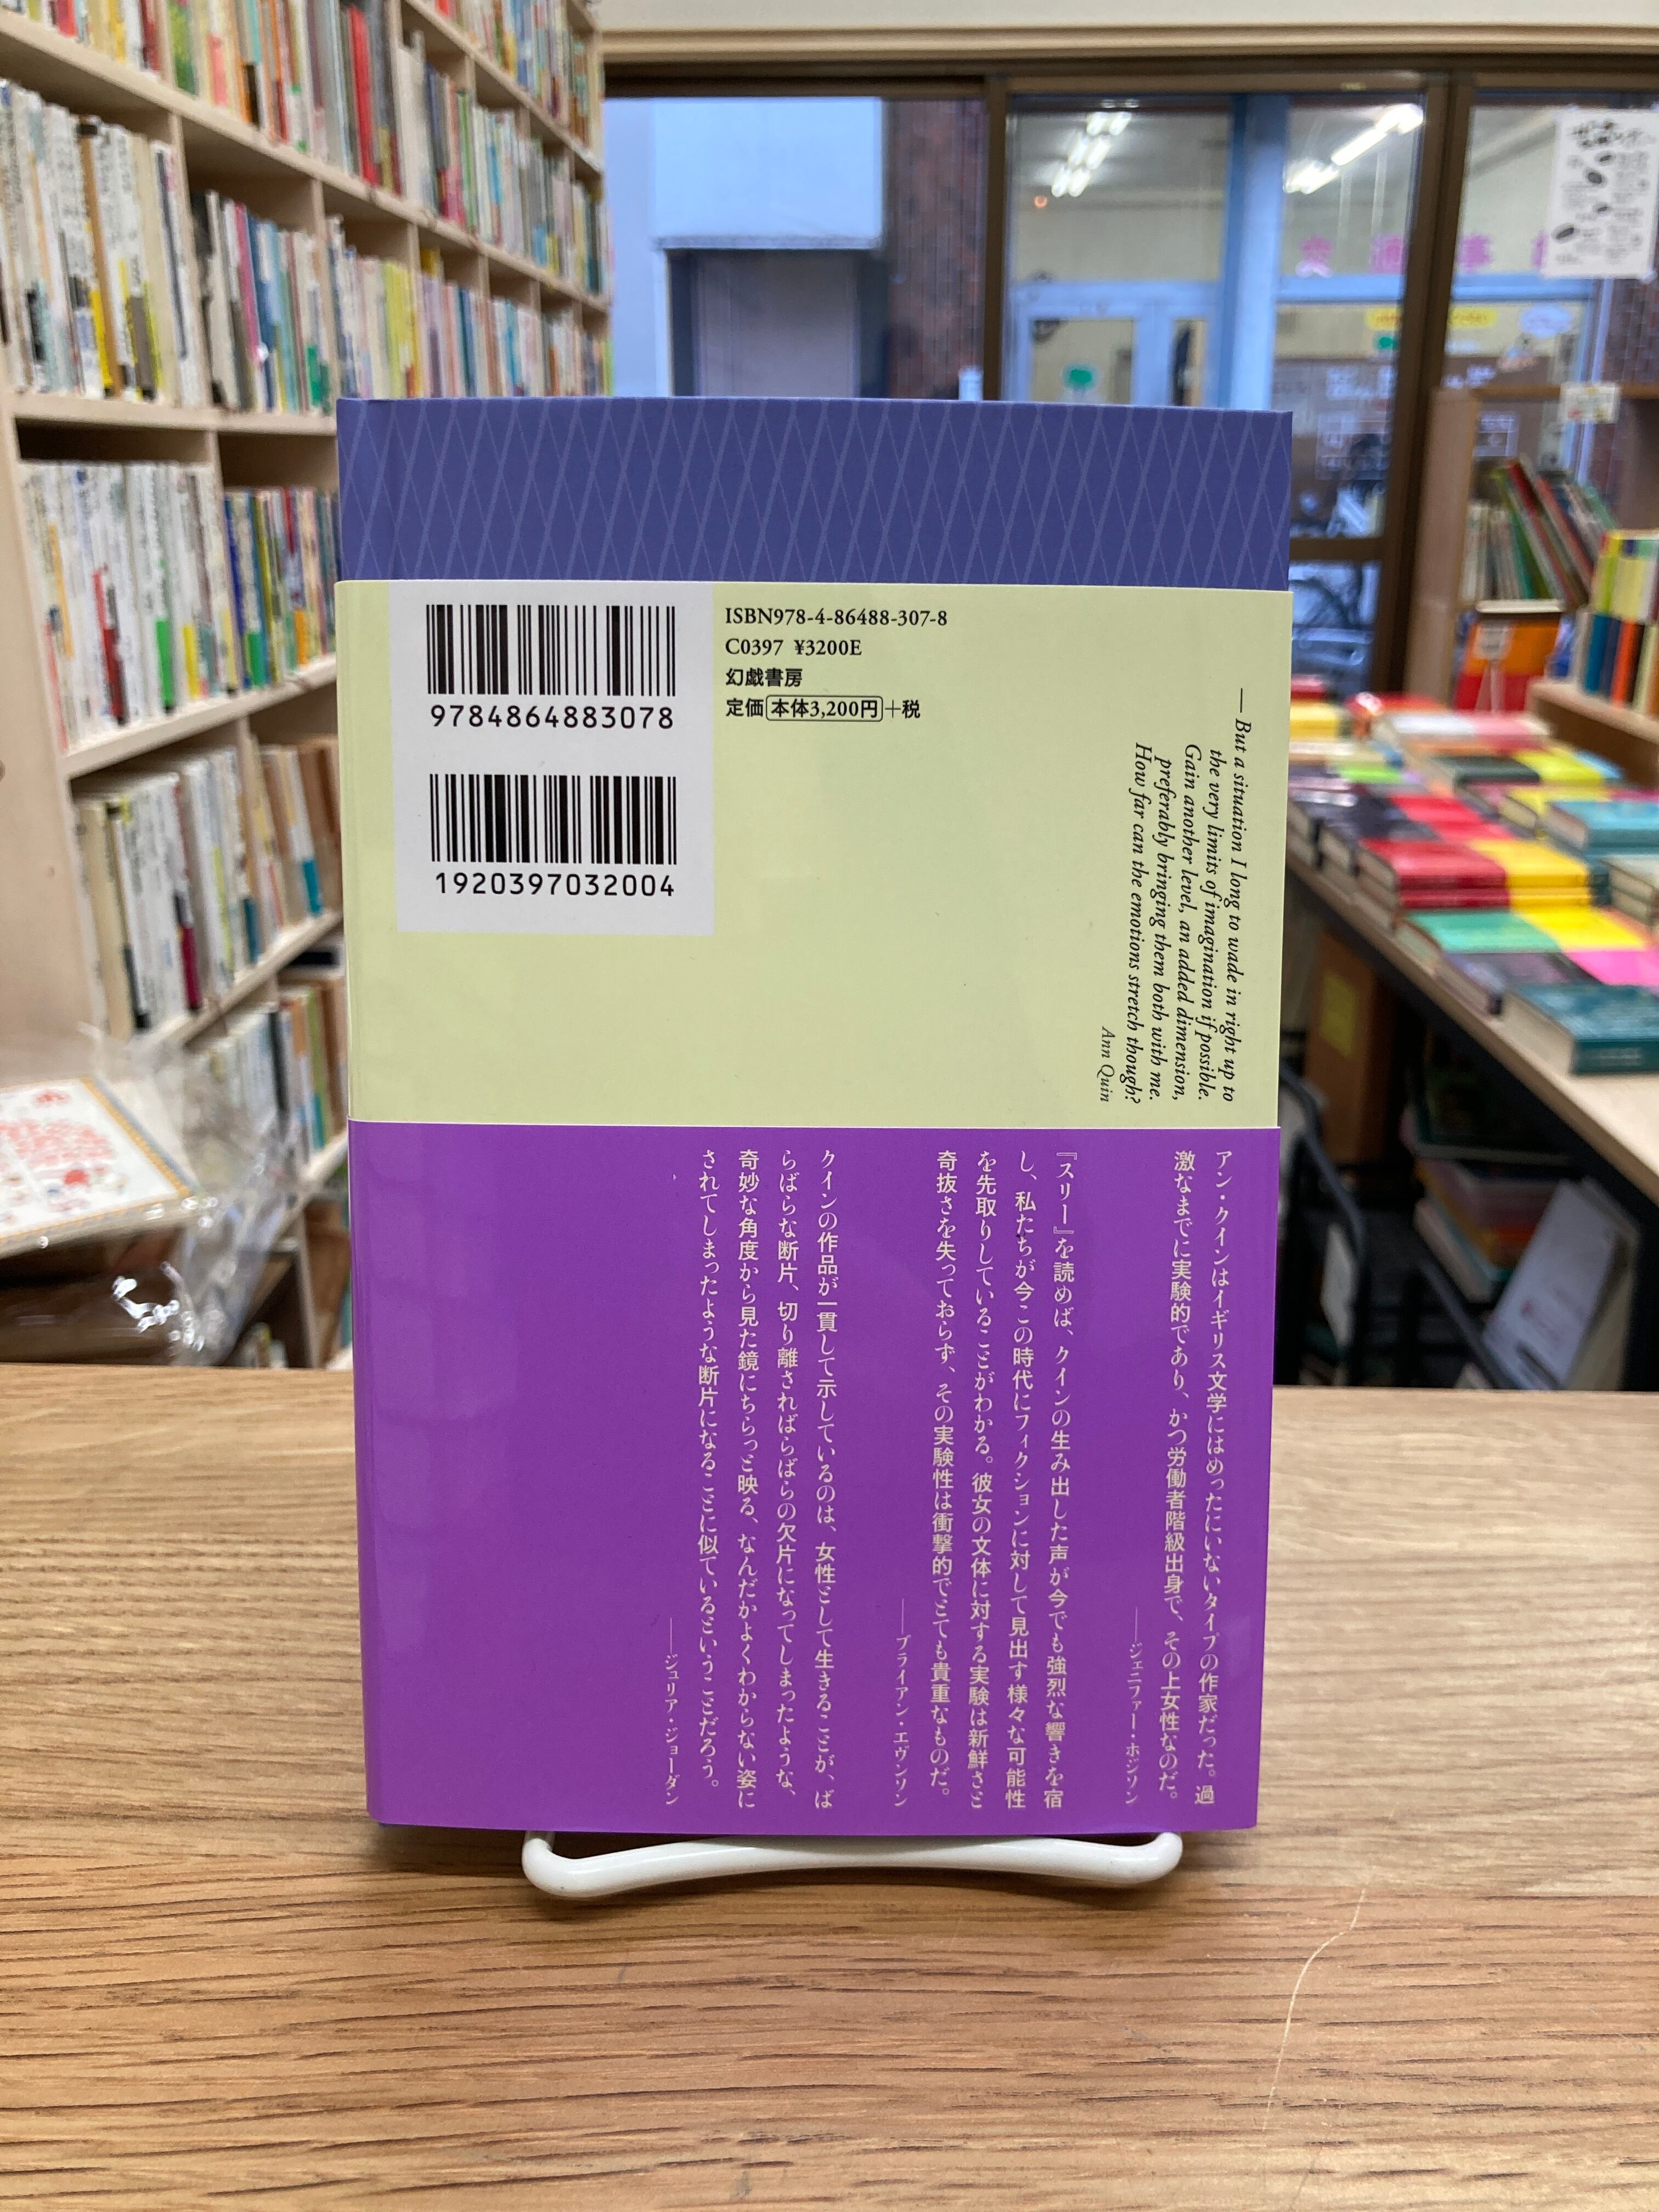 ISBN978-4-86488-307-8
C0397 ¥3200E
幻戯書房
定価本体3,200円+税
9784864883078
1920397032004
— But a situation I long to wade in right up to
the very limits of imagination if possible.
Gain another level, an added dimension,
preferably bringing them both with me.
How far can the emotions stretch though?
Ann Quin
アン・クインはイギリス文学にはめったにいないタイプの作家だった。過
激なまでに実験的であり、かつ労働者階級出身で、その上女性なのだ。
——ジェニファー・ホジソン
『スリー』を読めば、クインの生み出した声が今でも強烈な響きを宿
し、私たちが今この時代にフィクションに対して見出す様々な可能性
を先取りしていることがわかる。彼女の文体に対する実験は新鮮さと
奇抜さを失っておらず、その実験性は衝撃的でとても貴重なものだ。
——ブライアン・エヴンソン
クインの作品が一貫して示しているのは、女性として生きることが、ば
らばらな断片、切り離さればらばらの欠片になってしまったような、
奇妙な角度から見た鏡にちらっと映る、なんだかよくわからない姿に
されてしまったような断片になることに似ているということだろう。
——ジュリア・ジョーダン